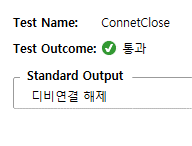 Test Name: ConnetClose
Test Outcome: 통과
Standard Output
디비연결 해제